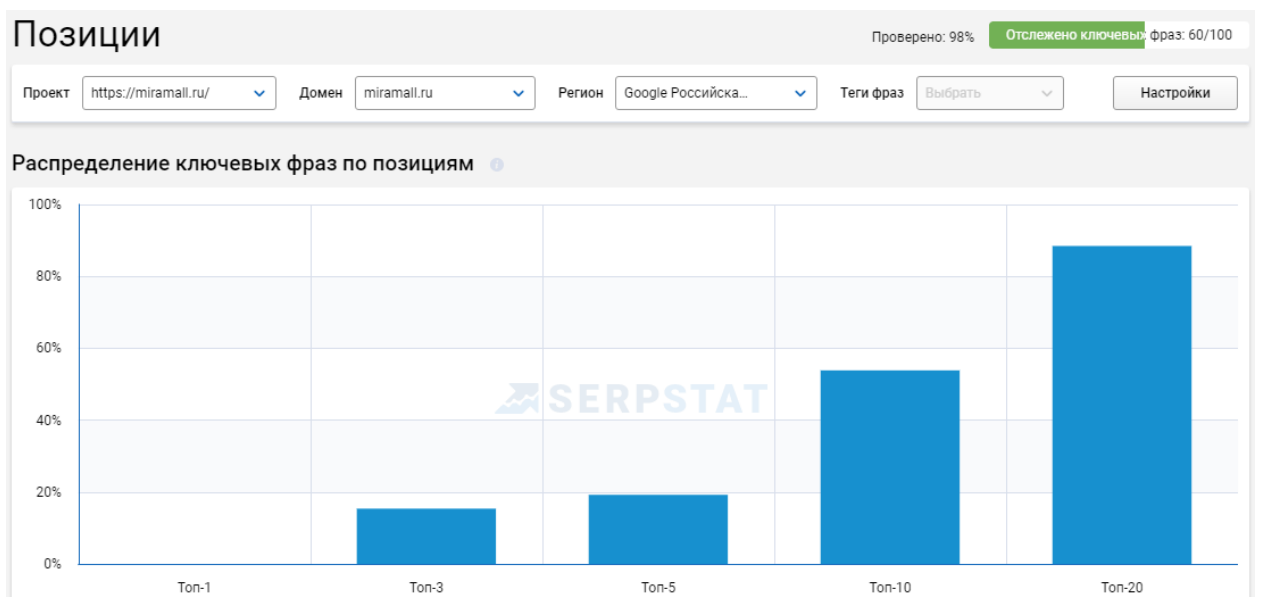 Позиции
Проверено: 98%
Отслежено ключевых фраз: 60/100
Проект https://miramall.ru/ Домен miramall.ru Регион Google Российска... Теги фраз Выбрать Настройки
Распределение ключевых фраз по позициям
100%
80%
60%
40%
20%
0%
SERPSTAT
Топ-1 Топ-3 Топ-5 Топ-10 Топ-20